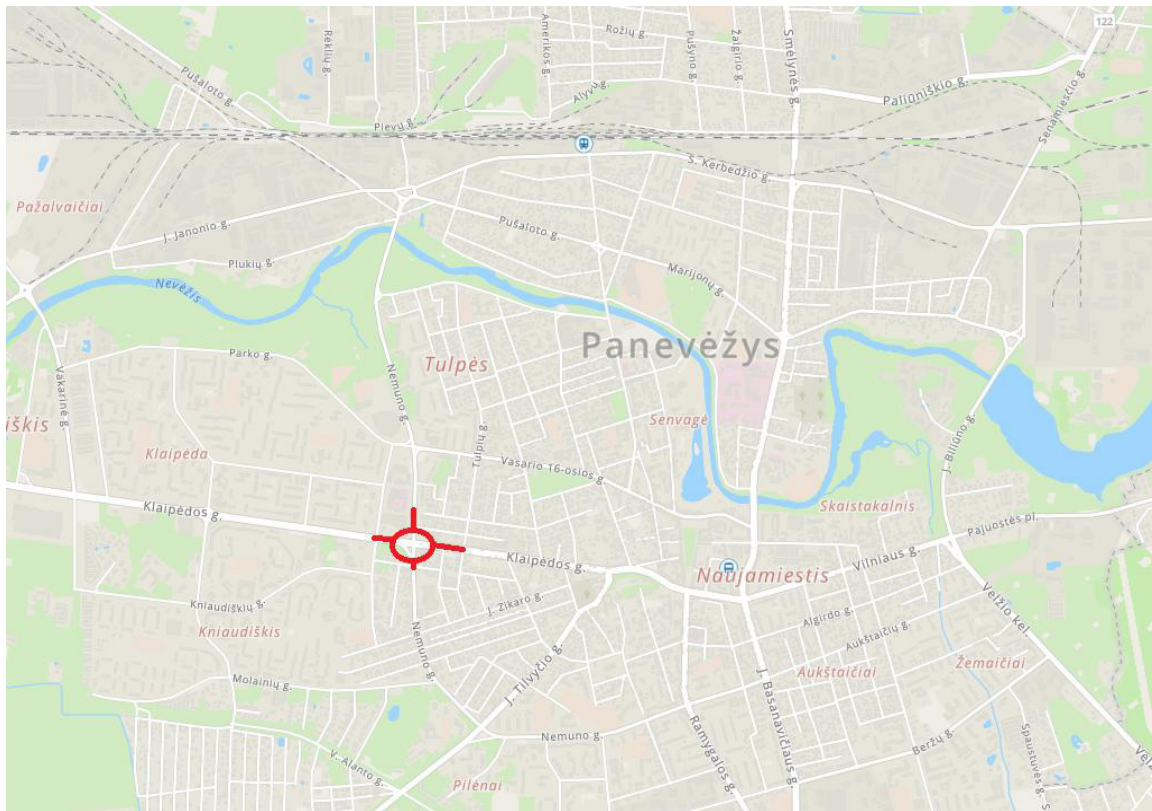 122
Rožių g.
Amerikos g.
Rėklių g.
Pušyno g.
Žalgirio g.
Smėlynės g.
Pušaloto g.
Alyvų g.
Paliūniškio g.
Senamiesčio g.
Pievų g.
S. Kerbedžio g.
Pažalvaičiai
J. Janonio g.
Pušaloto g.
Plukių g.
Marijonų g.
Nevėžis
Panevėžys
Parko g.
Tulpės
Nemuno g.
Vakarinė g.
Senvagė
iškis
Klaipėda
Tulpių g.
Vasario 16-osios g.
J. Biliūno g.
Klaipėdos g.
Skaistakalnis
Pajuostės pl.
Klaipėdos g.
Vilniaus g.
Naujamiestis
Kniaudiškių g.
J. Zikaro g.
Algirdo g.
Velžio kel.
Kniaudiškis
Nemuno g.
Aukštaičių g.
Aukštaičiai
Žemaičiai
Molainių g.
J. Tilvyčio g.
J. Basanavičiaus g.
Ramygalos g.
Nemuno g.
Beržų g.
Spaustuvės g.
V. Alanto g.
Pilėnai